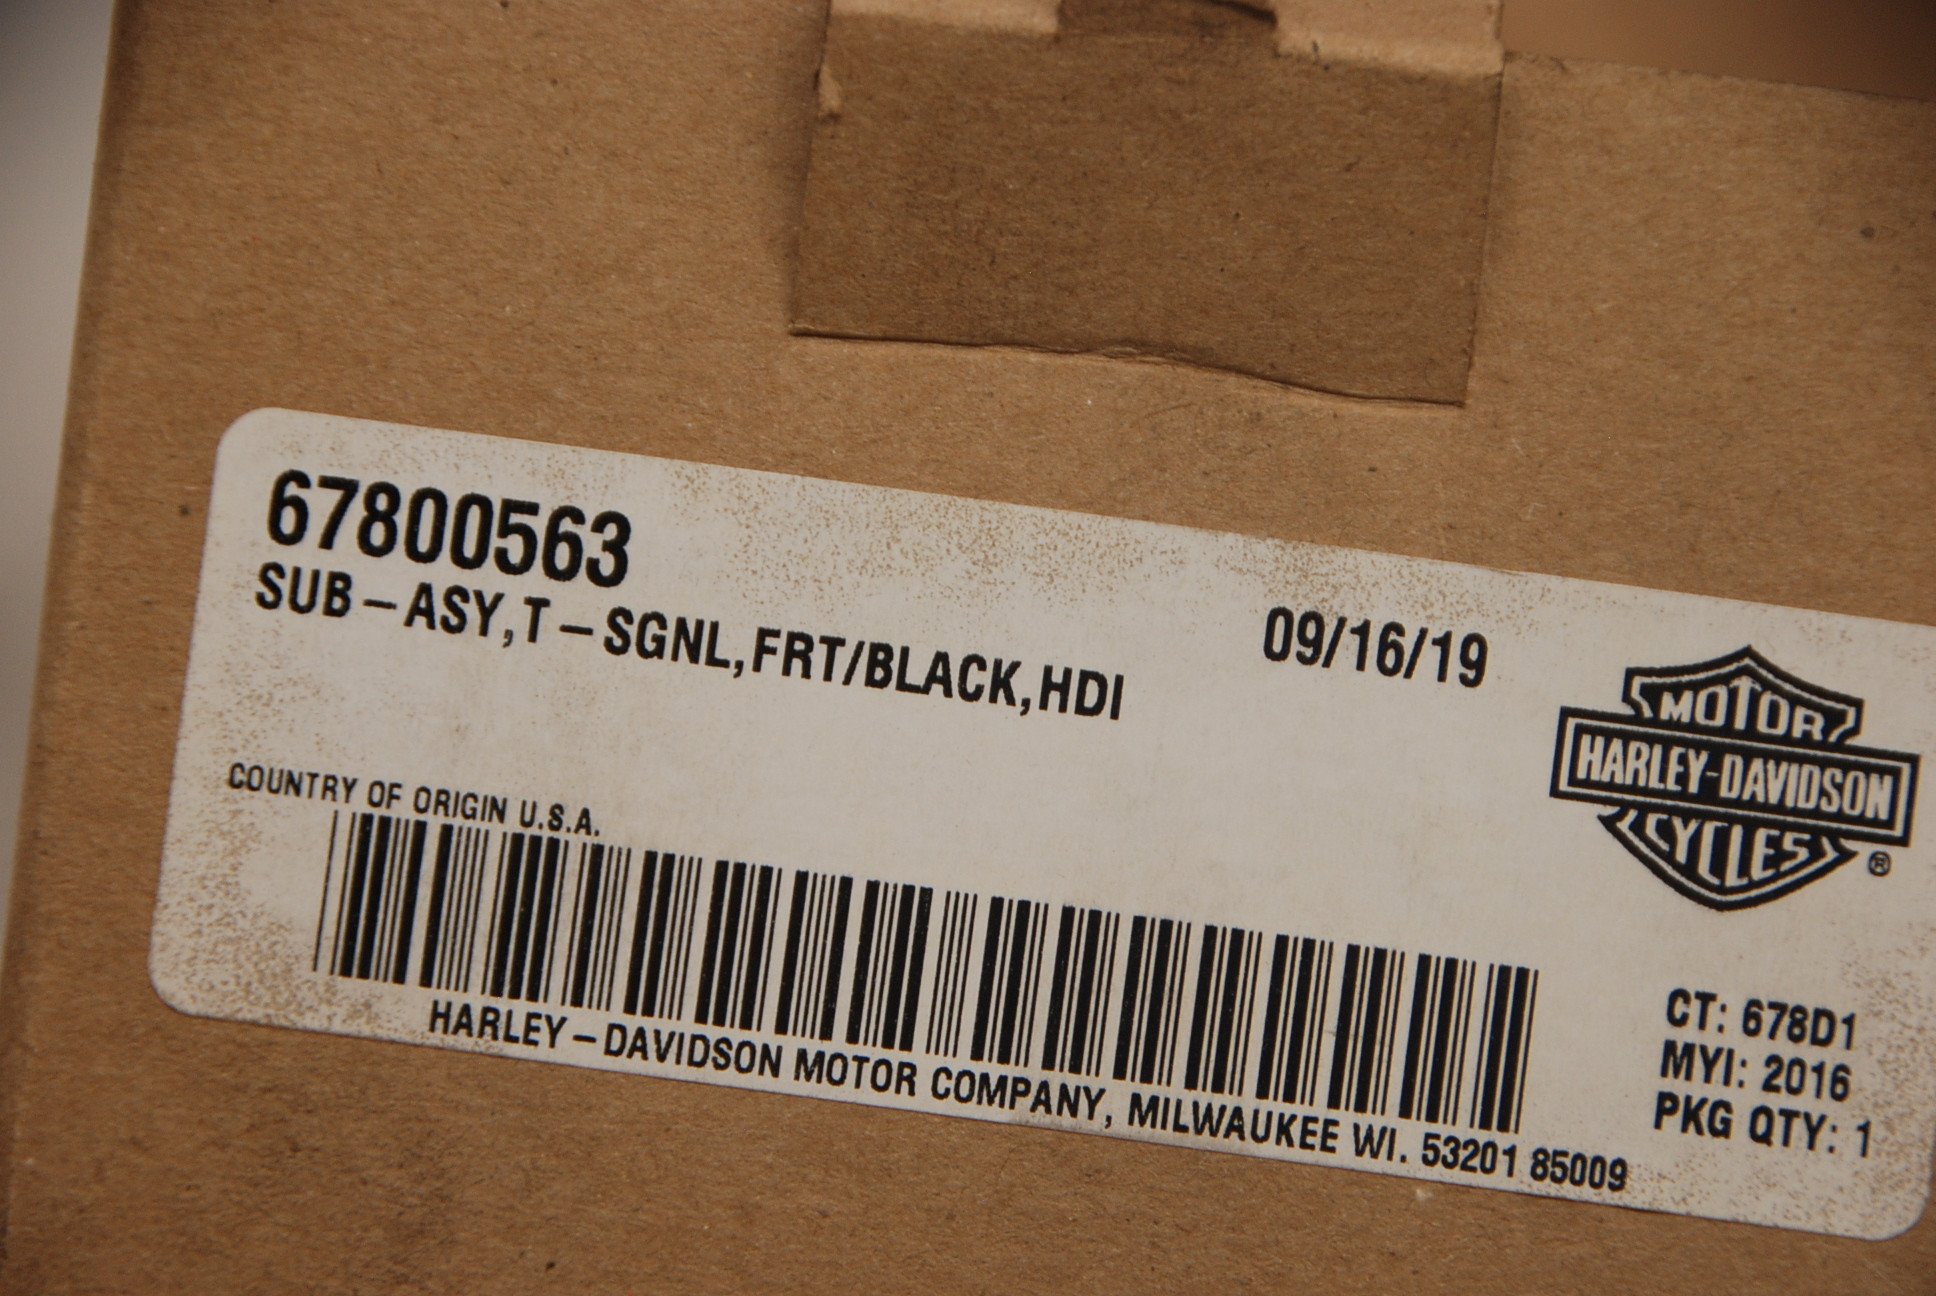 67800563
SUB-ASY,T-SGNL,FRT/BLACK,HDI
09/16/19
MOTOR
HARLEY-DAVIDSON
CYCLES
®
COUNTRY OF ORIGIN U.S.A.
HARLEY-DAVIDSON MOTOR COMPANY, MILWAUKEE WI. 53201 85009
CT: 678D1
MYI: 2016
PKG QTY: 1